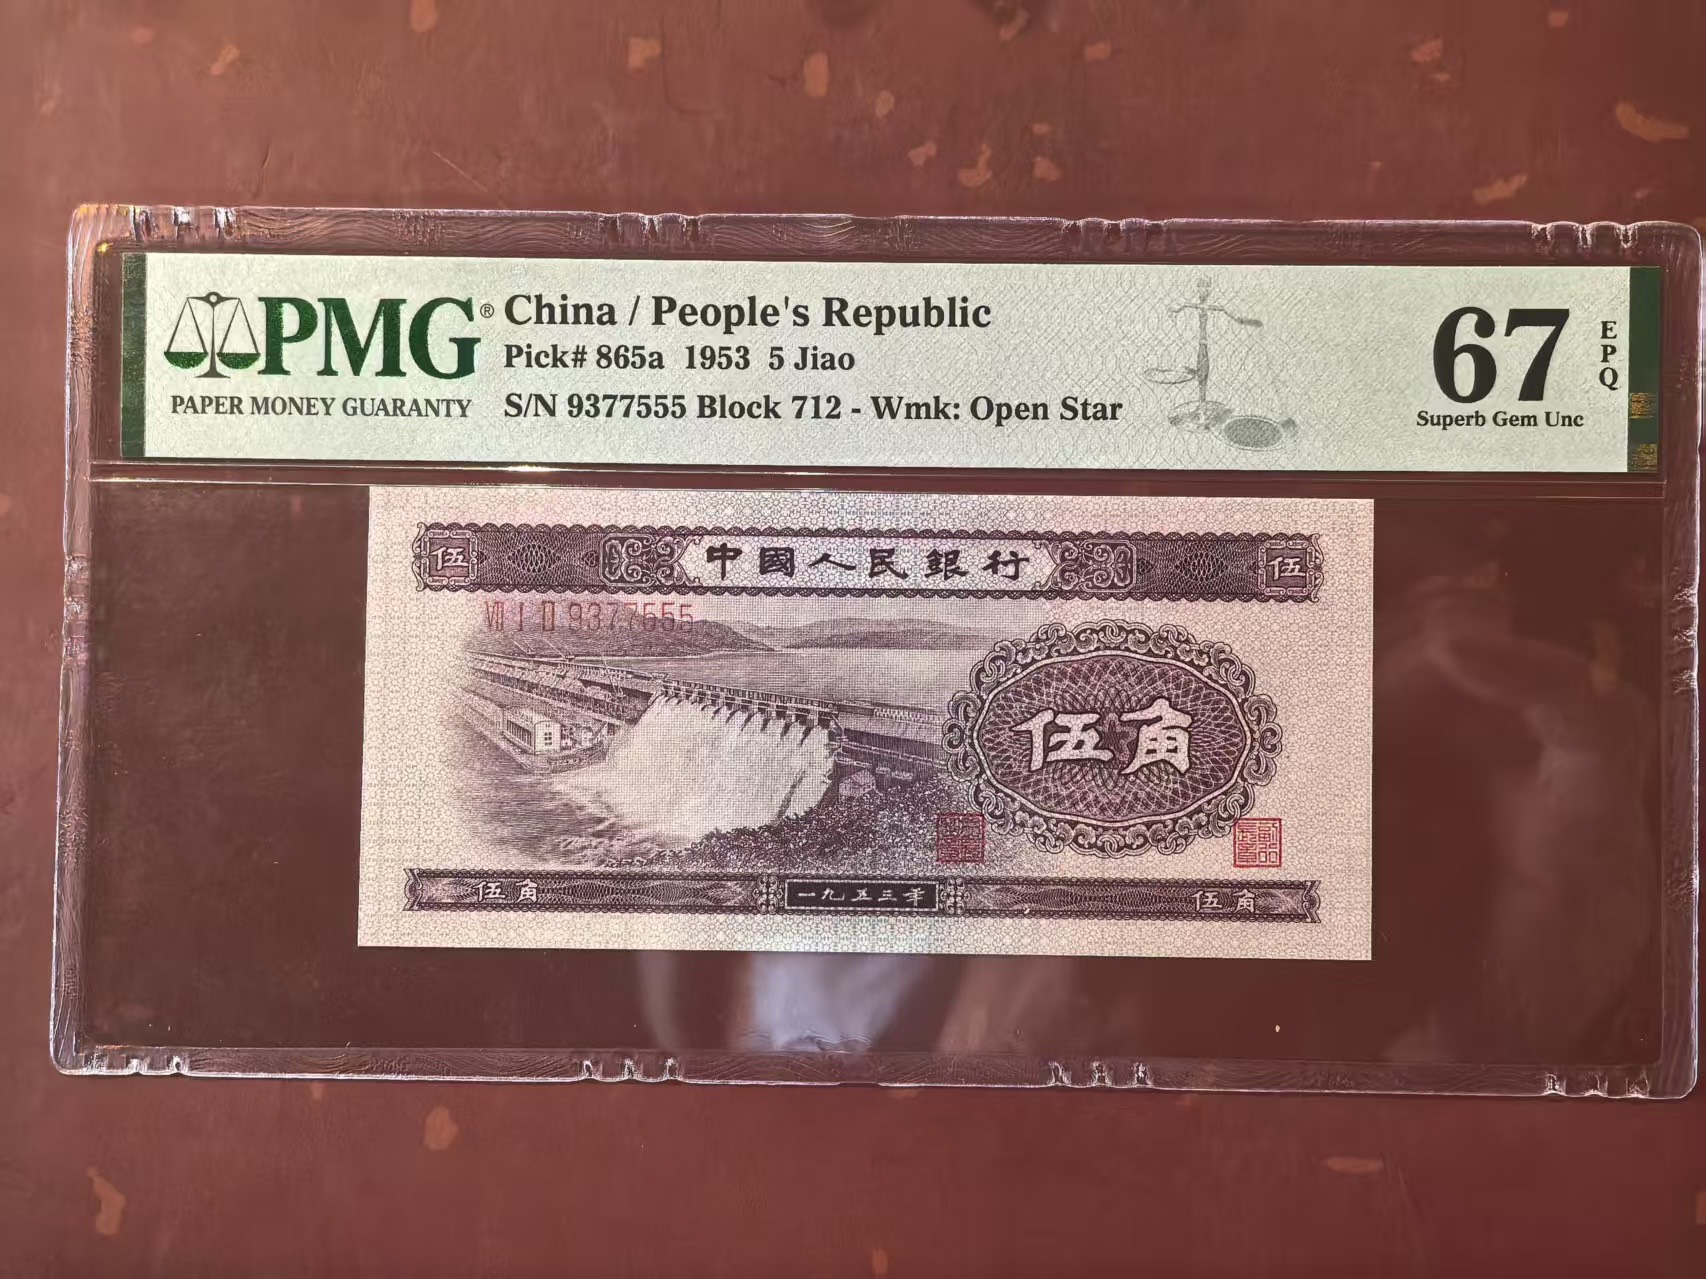 PMG® China / People's Republic
Pick# 865a 1953 5 Jiao
PAPER MONEY GUARANTY S/N 9377555 Block 712 - Wmk: Open Star
67
EPQ
Superb Gem Unc
伍 中國人民銀行 伍
Ⅶ Ⅰ Ⅱ 9377555
伍角
伍角 一九五三年 伍角